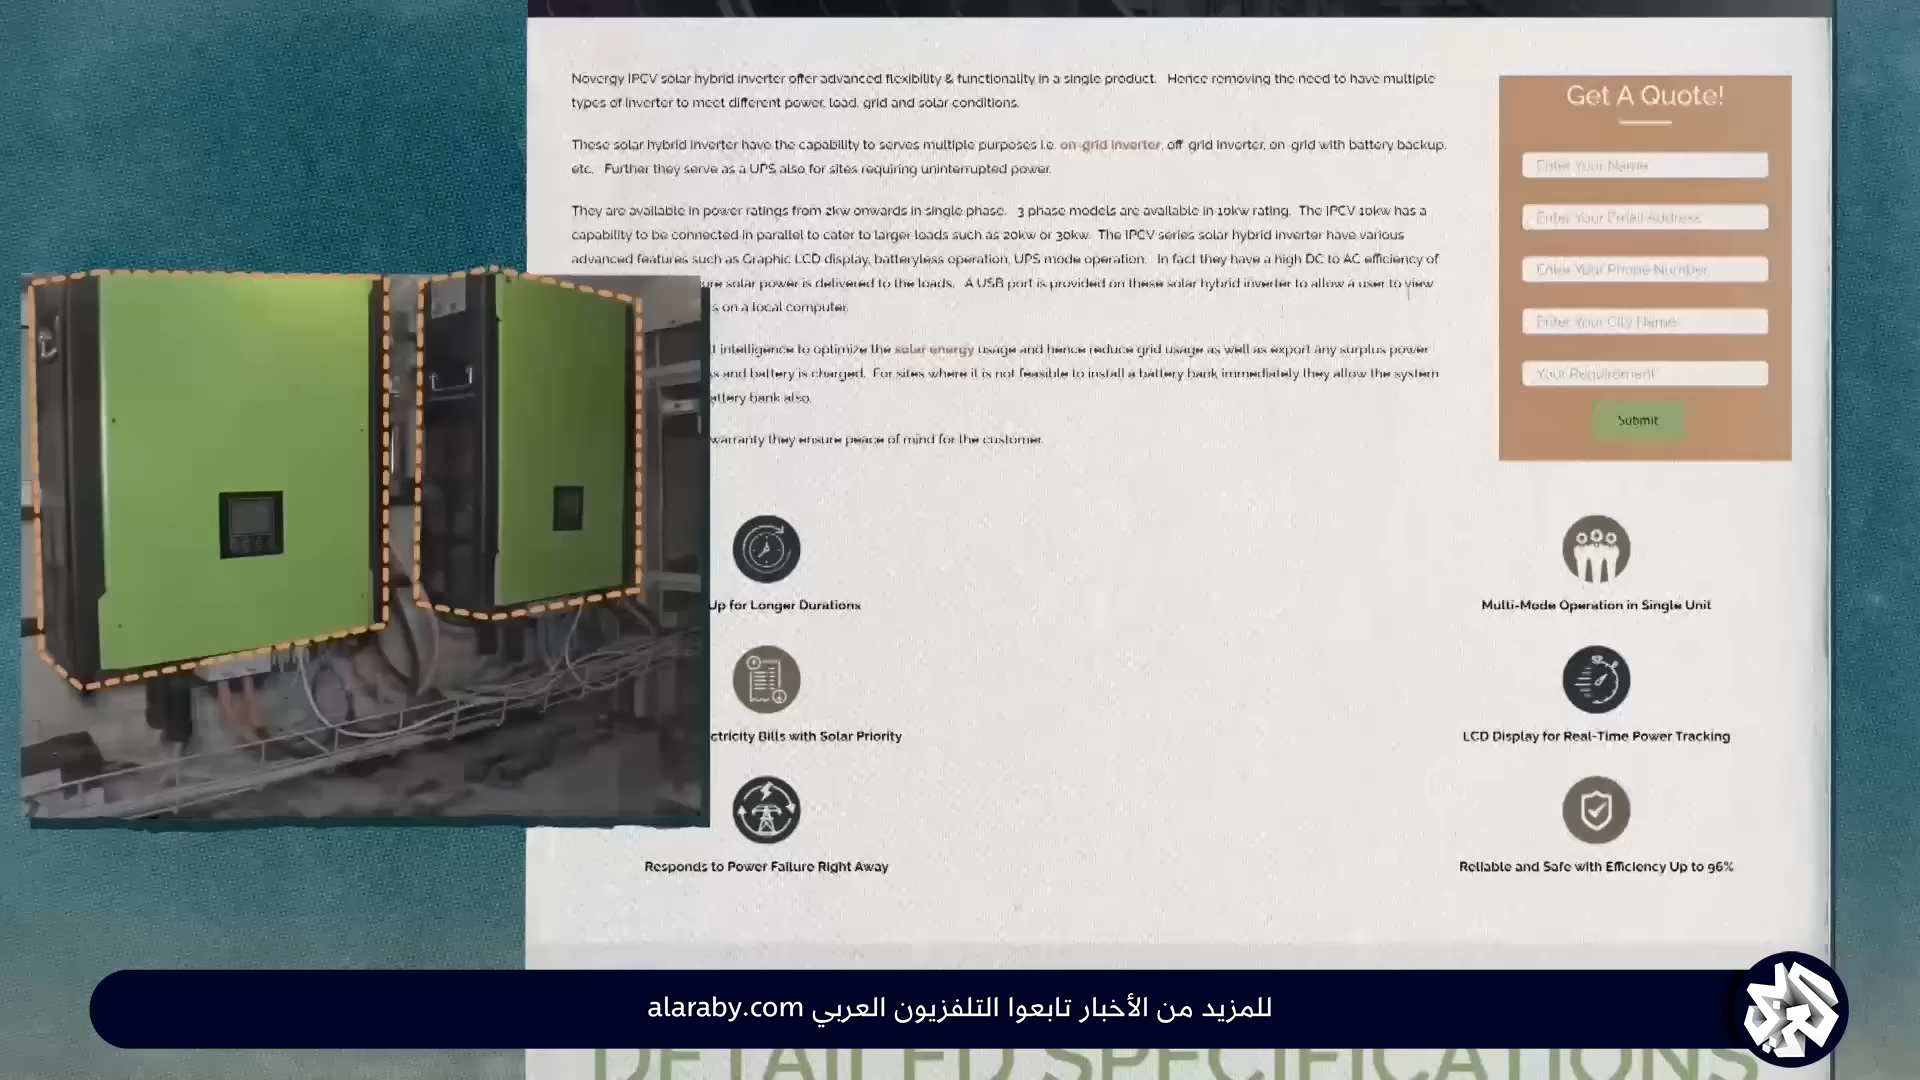 Novergy IPCV solar hybrid inverter offer advanced flexibility & functionality in a single product. Hence removing the need to have multiple
types of inverter to meet different power, load, grid and solar conditions.
These solar hybrid inverter have the capability to serves multiple purposes i.e. on-grid inverter, off grid inverter, on-grid with battery backup,
etc. Further they serve as a UPS also for sites requiring uninterrupted power.
They are available in power ratings from 2kw onwards in single phase. 3 phase models are available in 10kw rating. The IPCV 10kw has a
capability to be connected in parallel to cater to larger loads such as 20kw or 30kw. The IPCV series solar hybrid inverter have various
advanced features such as Graphic LCD display, batteryless operation, UPS mode operation. In fact they have a high DC to AC efficiency of
ure solar power is delivered to the loads. A USB port is provided on these solar hybrid inverter to allow a user to view
s on a local computer.
t intelligence to optimize the solar energy usage and hence reduce grid usage as well as export any surplus power
s and battery is charged. For sites where it is not feasible to install a battery bank immediately they allow the system
attery bank also.
warranty they ensure peace of mind for the customer.
Get A Quote!
Enter Your Name
Enter Your Email Address
Enter Your Phone Number
Enter Your City Name
Your Requirement
Submit
Up for Longer Durations
Multi-Mode Operation in Single Unit
ctricity Bills with Solar Priority
LCD Display for Real-Time Power Tracking
Responds to Power Failure Right Away
Reliable and Safe with Efficiency Up to 96%
للمزيد من الأخبار تابعوا التلفزيون العربي alaraby.com
العربي
DETAILED SPECIFICATIONS